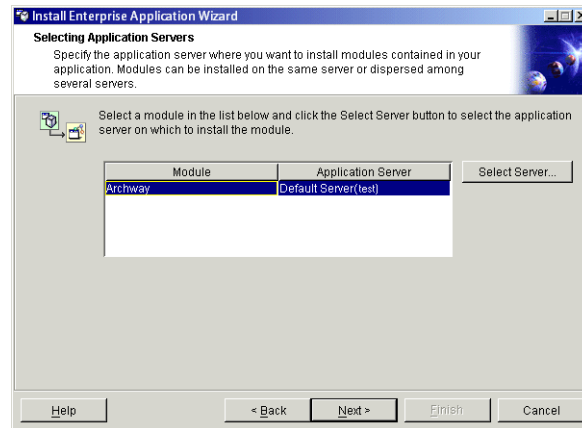 Install Enterprise Application Wizard
Selecting Application Servers
Specify the application server where you want to install modules contained in your
application. Modules can be installed on the same server or dispersed among
several servers.
Select a module in the list below and click the Select Server button to select the application
server on which to install the module.
Module Application Server Select Server...
Archway Default Server(test)
Help < Back Next > Finish Cancel